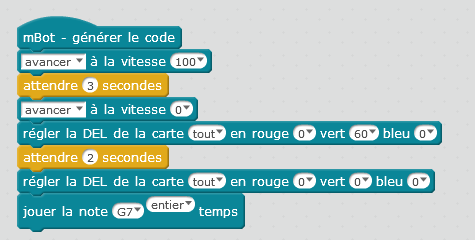 mBot - générer le code
avancer à la vitesse 100
attendre 3 secondes
avancer à la vitesse 0
régler la DEL de la carte tout en rouge 0 vert 60 bleu 0
attendre 2 secondes
régler la DEL de la carte tout en rouge 0 vert 0 bleu 0
jouer la note G7 entier temps